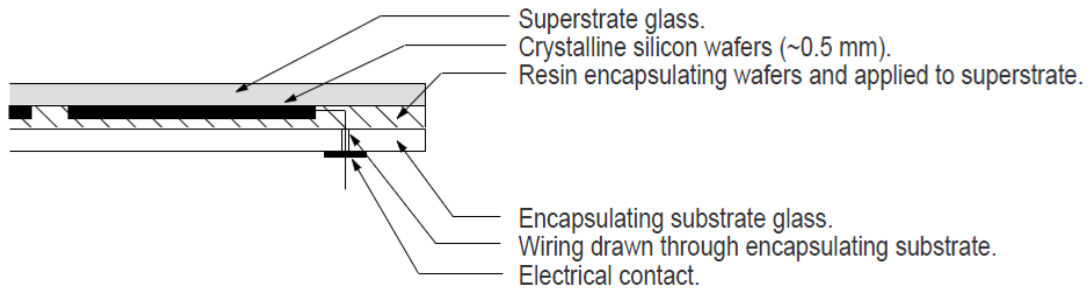 Superstrate glass.
Crystalline silicon wafers (~0.5 mm).
Resin encapsulating wafers and applied to superstrate.
Encapsulating substrate glass.
Wiring drawn through encapsulating substrate.
Electrical contact.